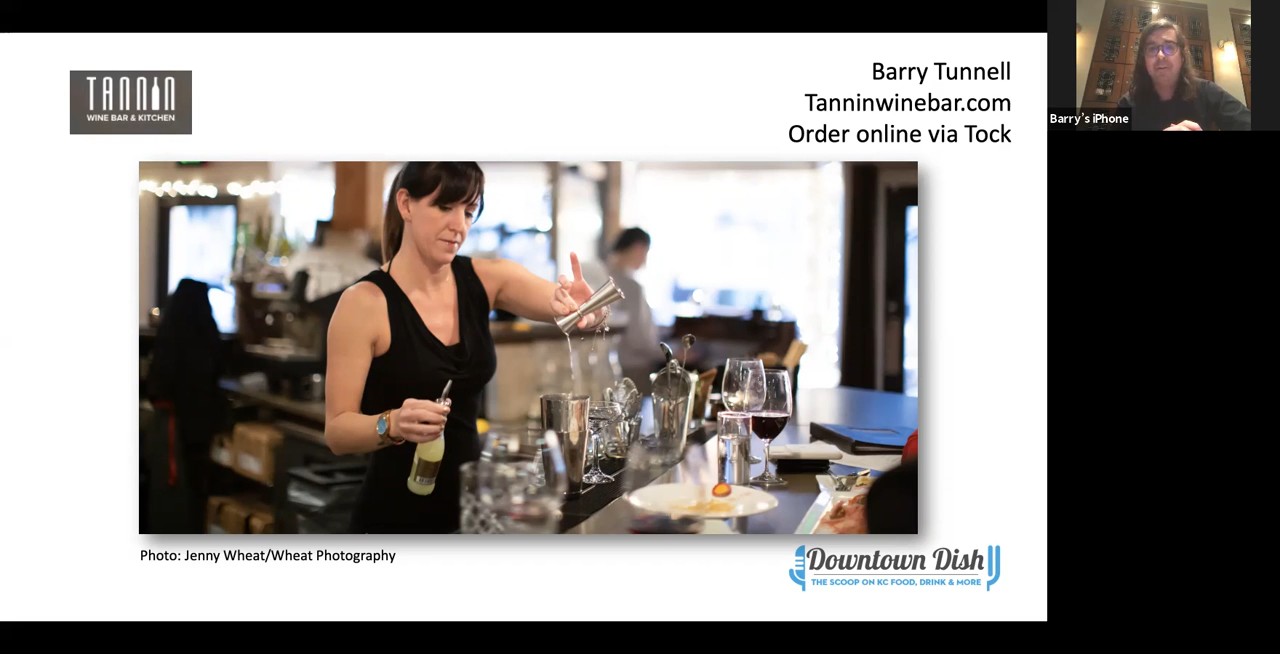 TANNIN
WINE BAR & KITCHEN
Barry Tunnell
Tanninwinebar.com
Order online via Tock
Barry's iPhone
Photo: Jenny Wheat/Wheat Photography
Downtown Dish
THE SCOOP ON KC FOOD, DRINK & MORE